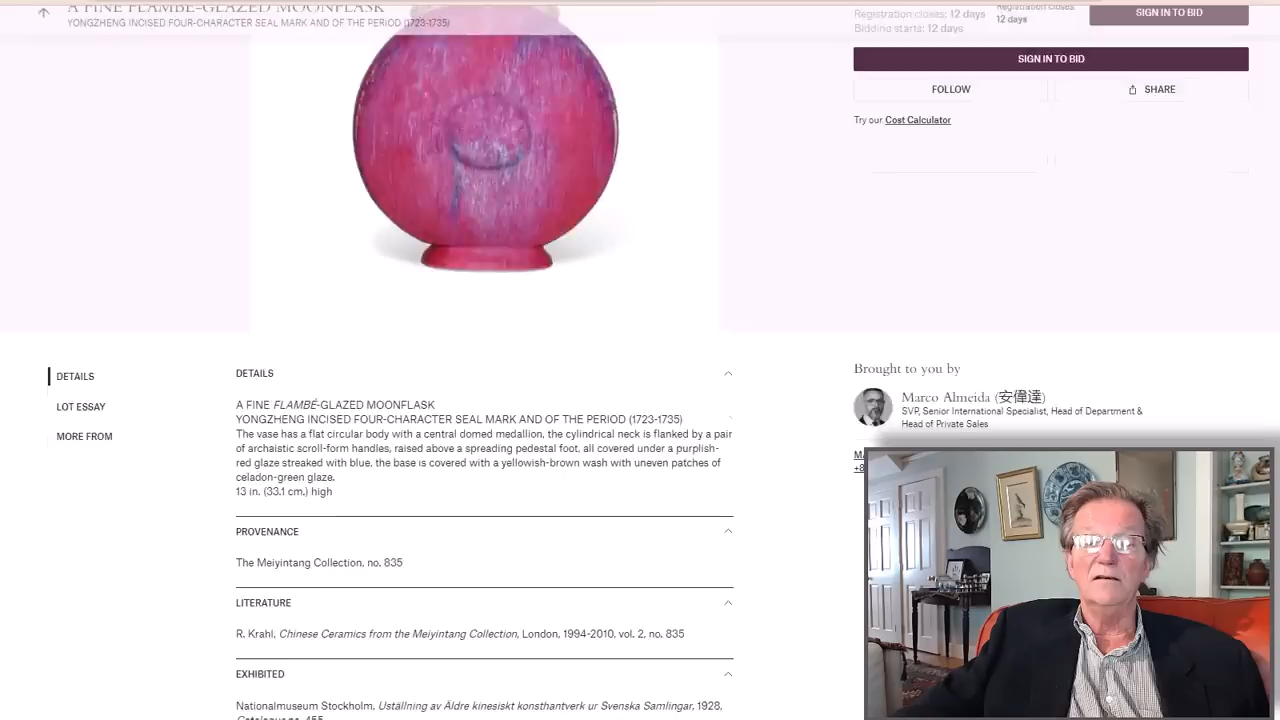 A FINE FLAMBÉ-GLAZED MOONFLASK
YONGZHENG INCISED FOUR-CHARACTER SEAL MARK AND OF THE PERIOD (1723-1735)
Registration closes: 12 days
Bidding starts: 12 days
Registration closes:
12 days
SIGN IN TO BID
SIGN IN TO BID
FOLLOW
SHARE
Try our Cost Calculator
DETAILS
LOT ESSAY
MORE FROM
DETAILS
A FINE FLAMBÉ-GLAZED MOONFLASK
YONGZHENG INCISED FOUR-CHARACTER SEAL MARK AND OF THE PERIOD (1723-1735)
The vase has a flat circular body with a central domed medallion, the cylindrical neck is flanked by a pair
of archaistic scroll-form handles, raised above a spreading pedestal foot, all covered under a purplish-
red glaze streaked with blue, the base is covered with a yellowish-brown wash with uneven patches of
celadon-green glaze.
13 in. (33.1 cm.) high
PROVENANCE
The Meiyintang Collection, no. 835
LITERATURE
R. Krahl, Chinese Ceramics from the Meiyintang Collection, London, 1994-2010, vol. 2, no. 835
EXHIBITED
Nationalmuseum Stockholm, Uställning av Äldre kinesiskt konsthantverk ur Svenska Samlingar, 1928,
Catalogue no. 455
Brought to you by
Marco Almeida (安偉達)
SVP, Senior International Specialist, Head of Department &
Head of Private Sales